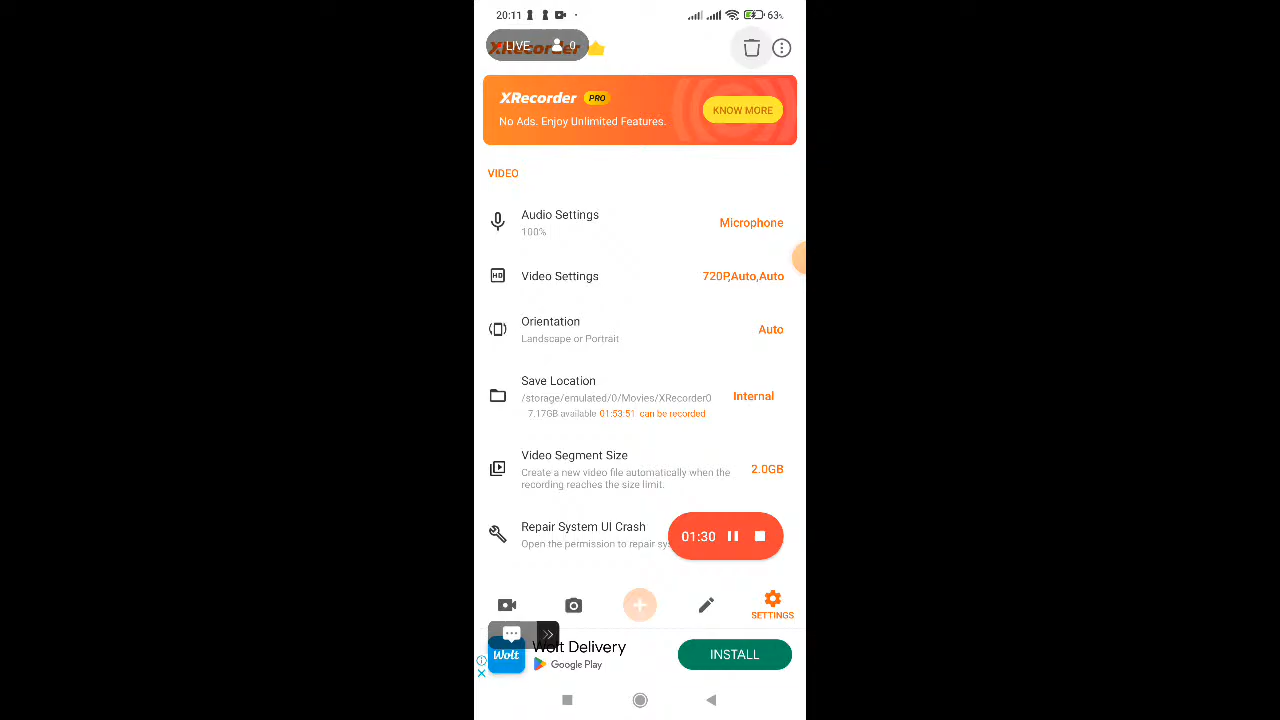 20:11
63%
LIVE 0
XRecorder
XRecorder PRO
No Ads. Enjoy Unlimited Features.
KNOW MORE
VIDEO
Audio Settings
100%
Microphone
Video Settings
720P,Auto,Auto
Orientation
Landscape or Portrait
Auto
Save Location
/storage/emulated/0/Movies/XRecorder0
7.17GB available 01:53.51 can be recorded
Internal
Video Segment Size
Create a new video file automatically when the
recording reaches the size limit.
2.0GB
Repair System UI Crash
Open the permission to repair sys
01:30
SETTINGS
Wolt
Wolt Delivery
Google Play
INSTALL